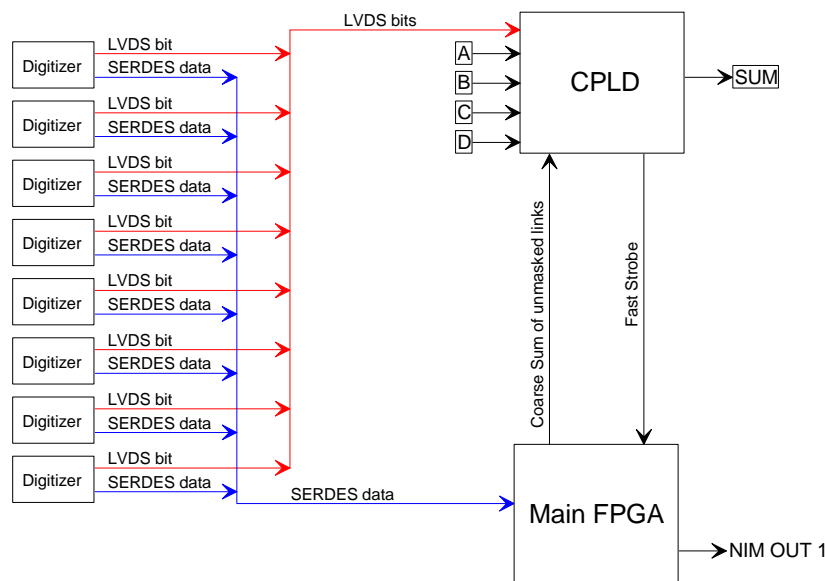 LVDS bits
LVDS bit
Digitizer
SERDES data
LVDS bit
Digitizer
SERDES data
LVDS bit
Digitizer
SERDES data
LVDS bit
Digitizer
SERDES data
LVDS bit
Digitizer
SERDES data
LVDS bit
Digitizer
SERDES data
LVDS bit
Digitizer
SERDES data
LVDS bit
Digitizer
SERDES data
A
B
C
D
CPLD
SUM
Coarse Sum of unmasked links
Fast Strobe
SERDES data
Main FPGA
NIM OUT 1